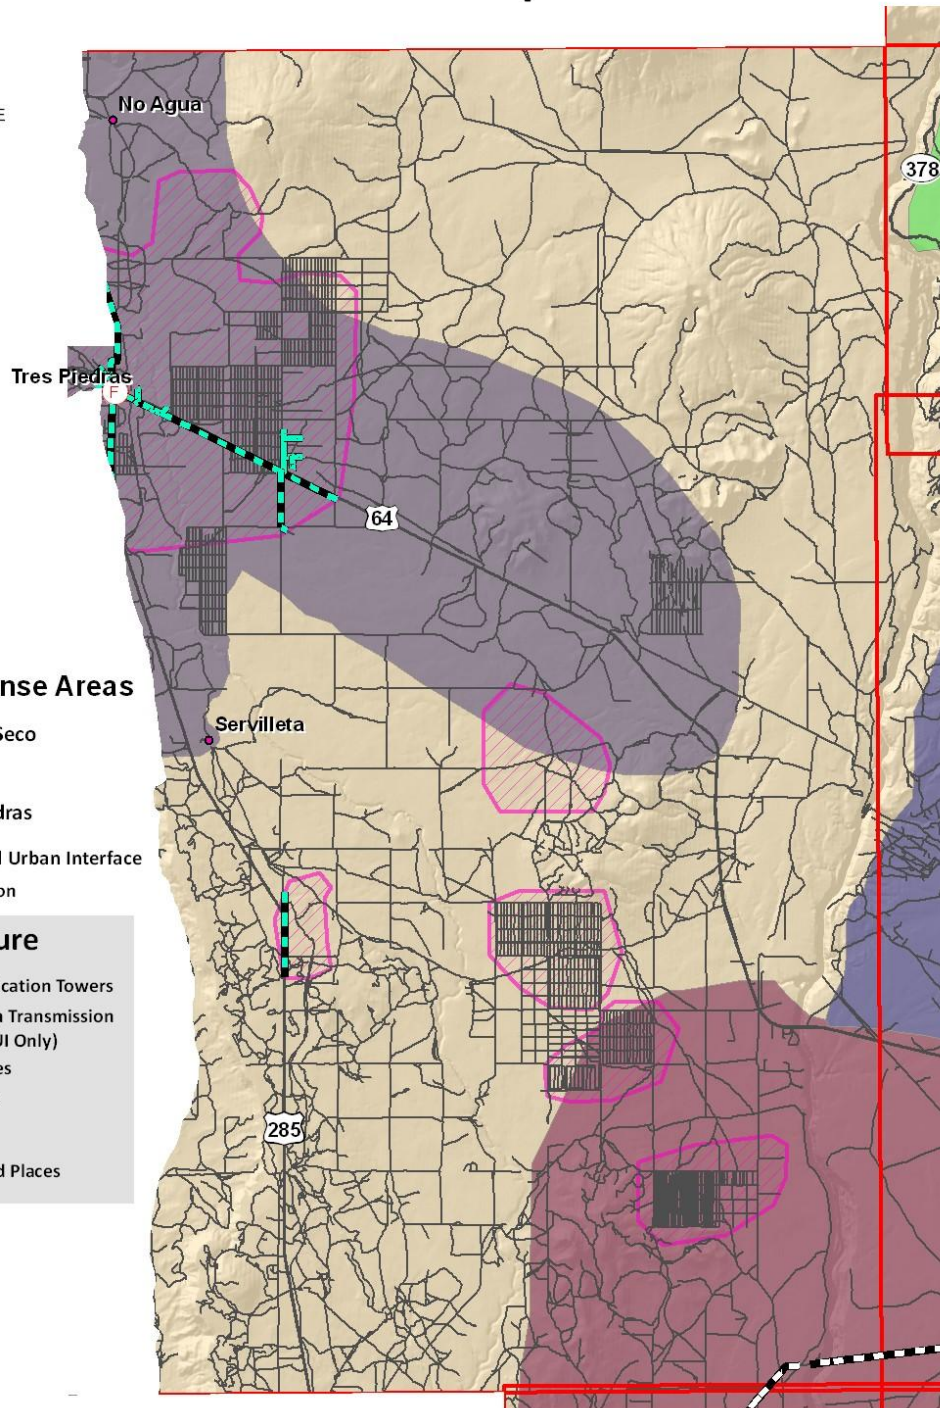 E
No Agua
378
Tres Piedras
F
64
nse Areas
Servilleta
Seco
dras
l Urban Interface
on
ure
cation Towers
n Transmission
JI Only)
es
285
d Places